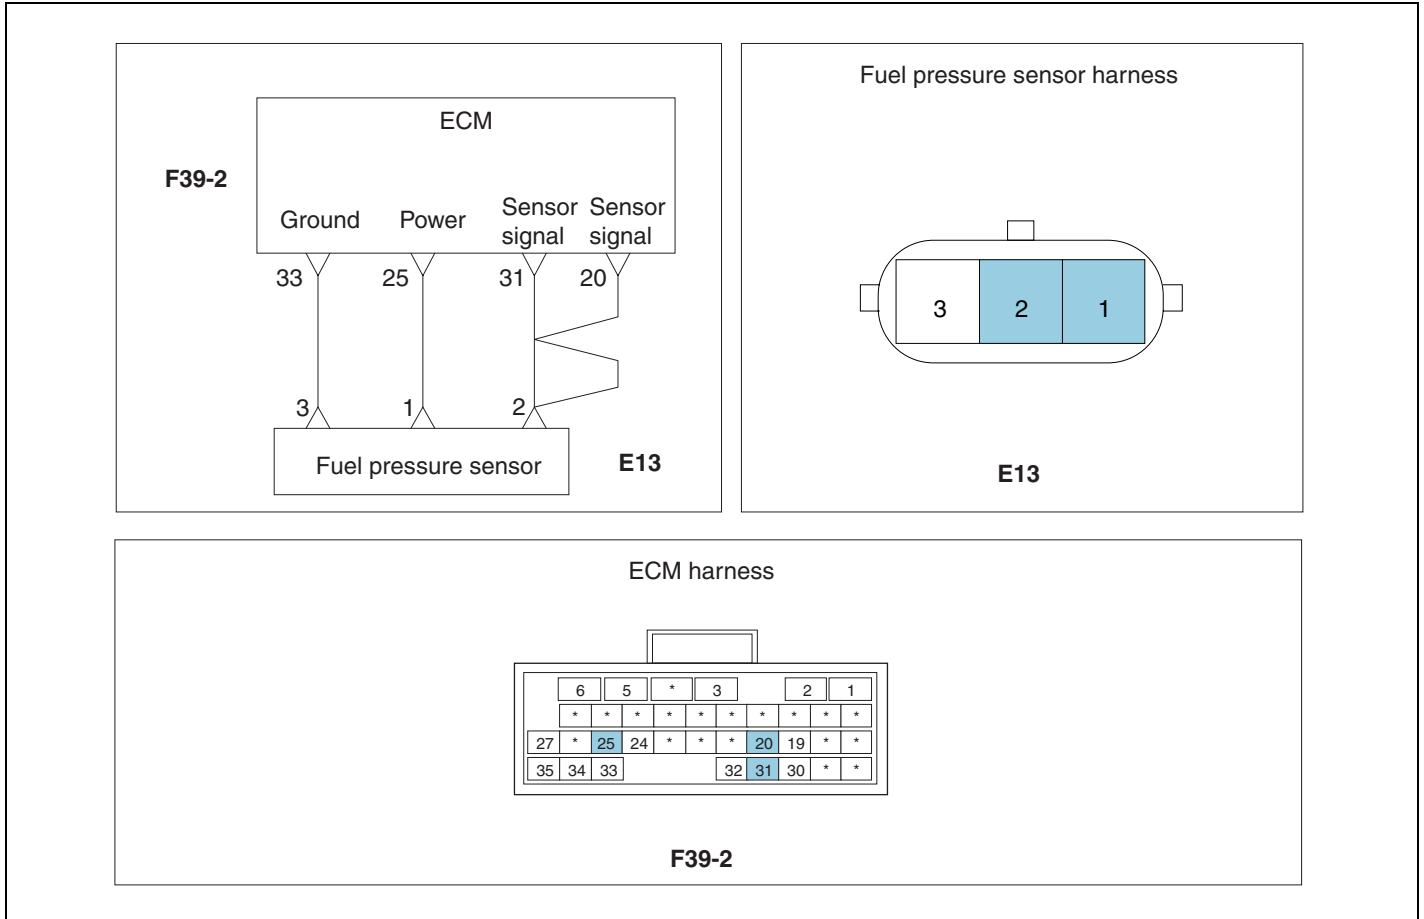 ECM
F39-2
Ground Power Sensor signal Sensor signal
33 25 31 20
3 1 2
Fuel pressure sensor
E13
Fuel pressure sensor harness
3 2 1
E13
ECM harness
6 5 * 3 2 1
* * * * * * * * * *
27 * 25 24 * * * 20 19 * *
35 34 33 32 31 30 * *
F39-2